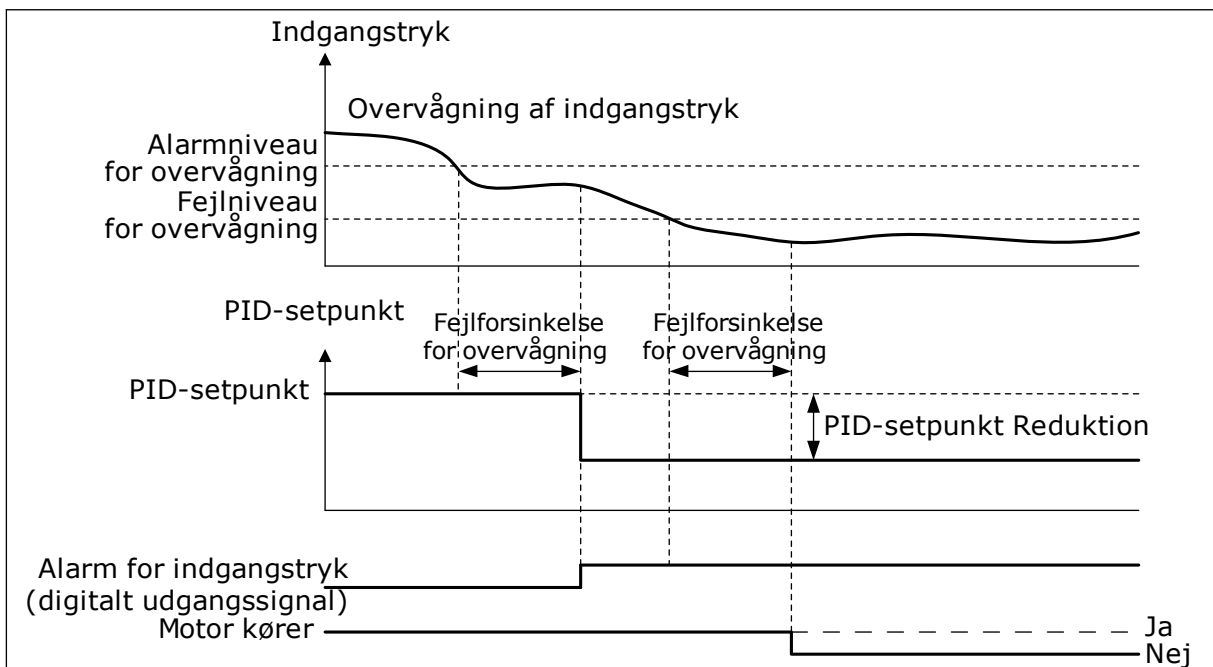 Indgangstryk
Overvågning af indgangstryk
Alarmniveau
for overvågning
Fejlniveau
for overvågning
PID-setpunkt
Fejlforsinkelse
for overvågning
Fejlforsinkelse
for overvågning
PID-setpunkt
PID-setpunkt Reduktion
Alarm for indgangstryk
(digitalt udgangssignal)
Motor kører
Ja
Nej